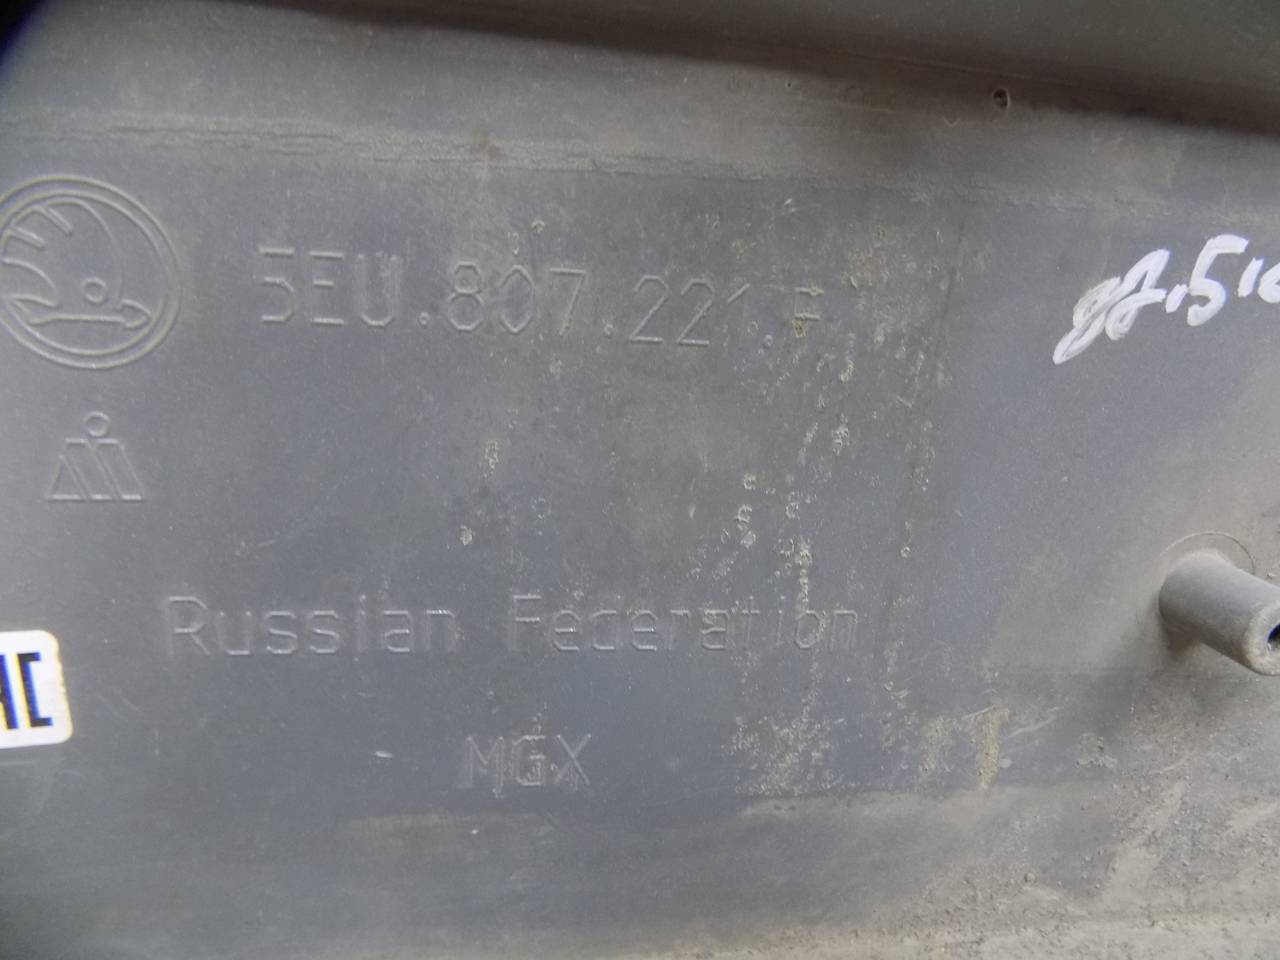 5EU.807.221.F
Russian Federation
MGX